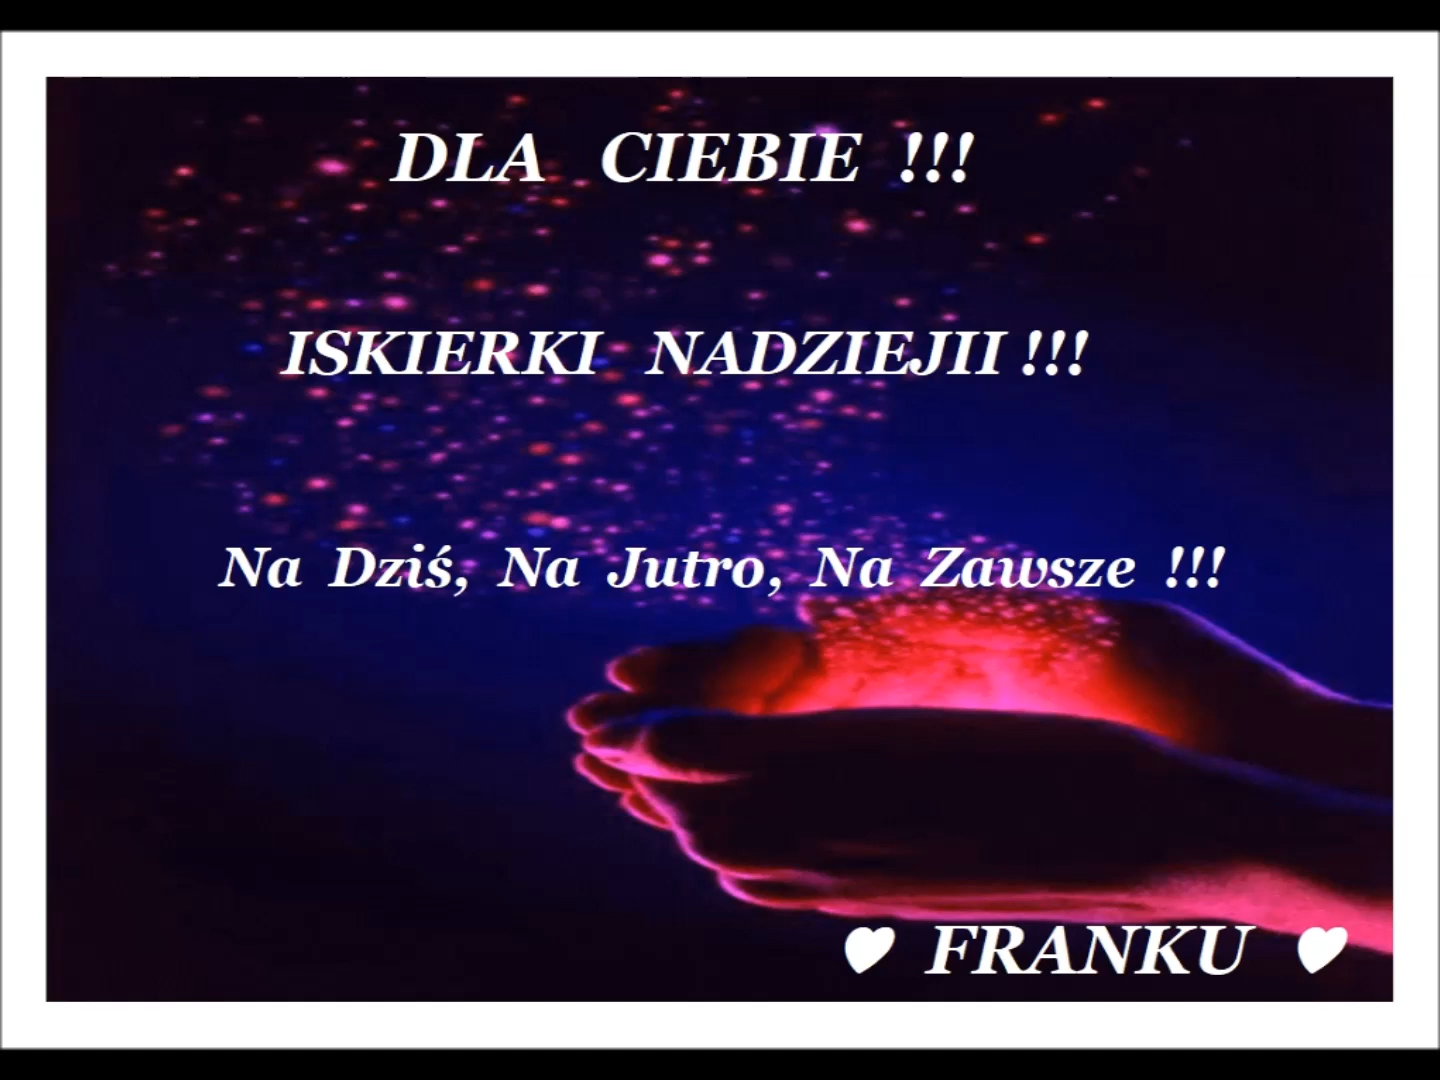 DLA CIEBIE !!!
ISKIERKI NADZIEJII !!!
Na Dziś, Na Jutro, Na Zawsze !!!
♥ FRANKU ♥